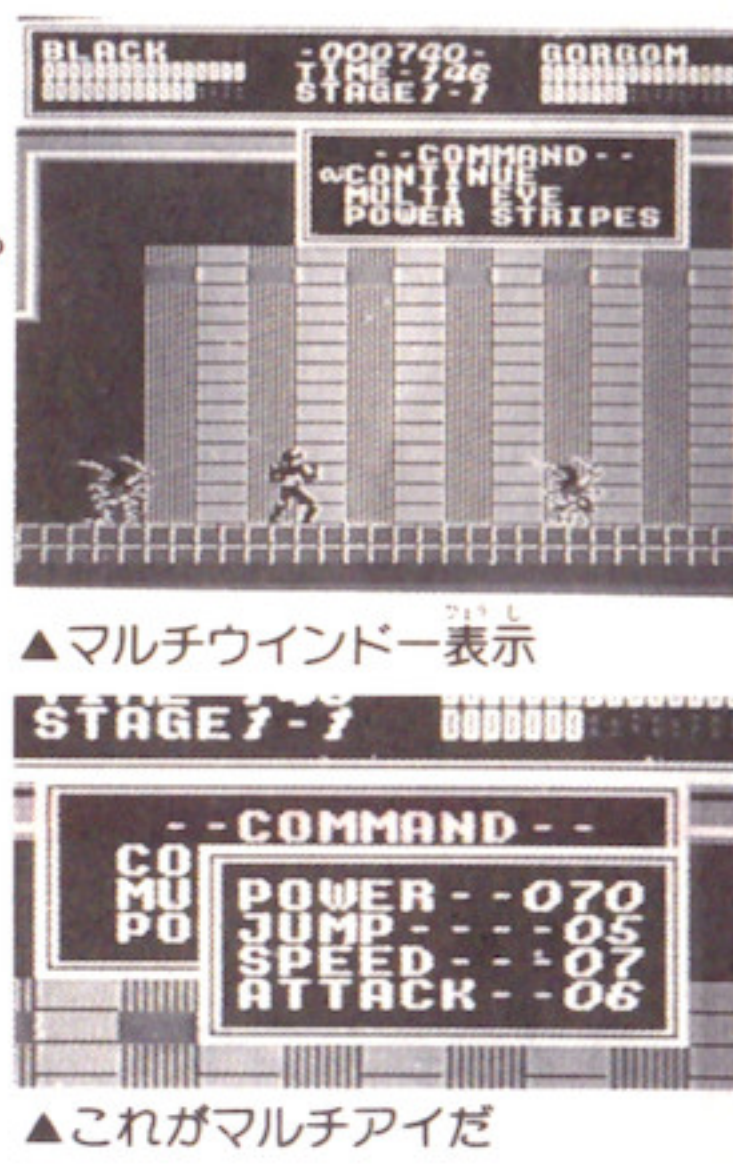 BLACK -000740- GORGOM
TIME-146
STAGE1-1
--COMMAND--
CONTINUE
MULTI EYE
POWER STRIPES
▲マルチウインドー表示
STAGE1-1
--COMMAND--
CO
MU
PO
POWER--070
JUMP----05
SPEED---07
ATTACK--06
▲これがマルチアイだ